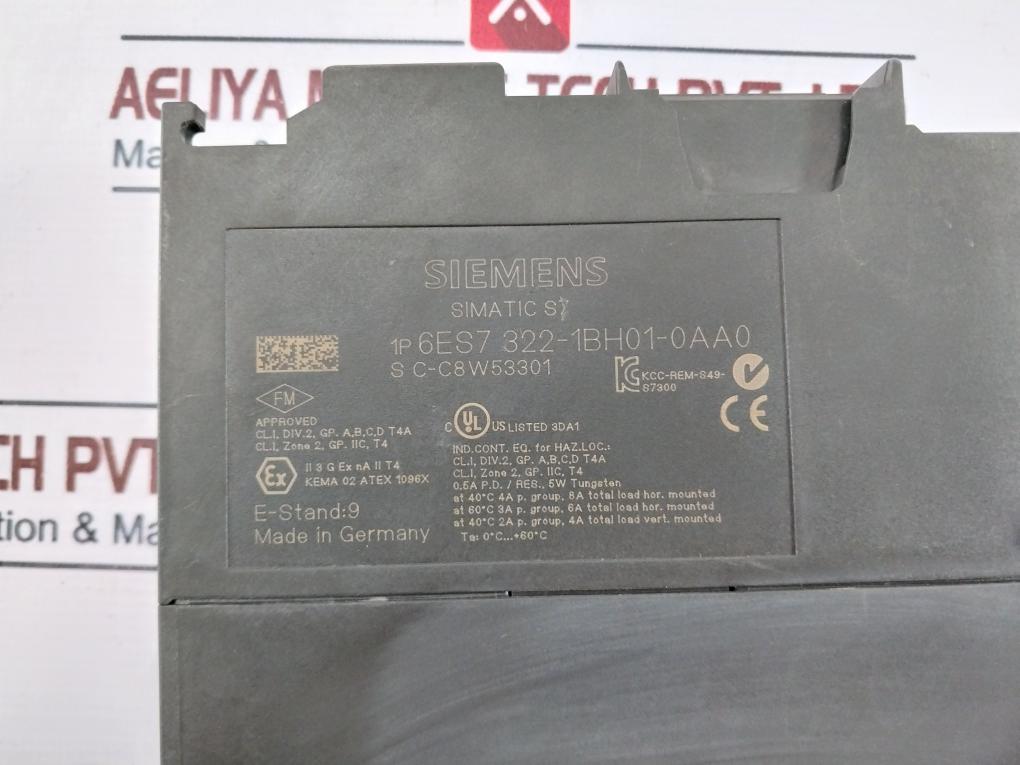 AELIYA
SIEMENS
SIMATIC S7
1P 6ES7 322-1BH01-0AA0
S C-C8W53301
KCC-REM-S49-
S7300
FM
APPROVED
CL.I, DIV.2, GP. A,B,C,D T4A
CL.I, Zone 2, GP. IIC, T4
Ex II 3 G Ex nA II T4
KEMA 02 ATEX 1096X
E-Stand:9
Made in Germany
C UL US LISTED 3DA1
CE
IND.CONT. EQ. for HAZ.LOC.:
CL.I, DIV.2, GP. A,B,C,D T4A
CL.I, Zone 2, GP. IIC, T4
0.5A P.D. / RES., 5W Tungsten
at 40°C 4A p. group, 8A total load hor. mounted
at 60°C 3A p. group, 6A total load hor. mounted
at 40°C 2A p. group, 4A total load vert. mounted
Ta: 0°C...+60°C
CH PVT
tion & Ma